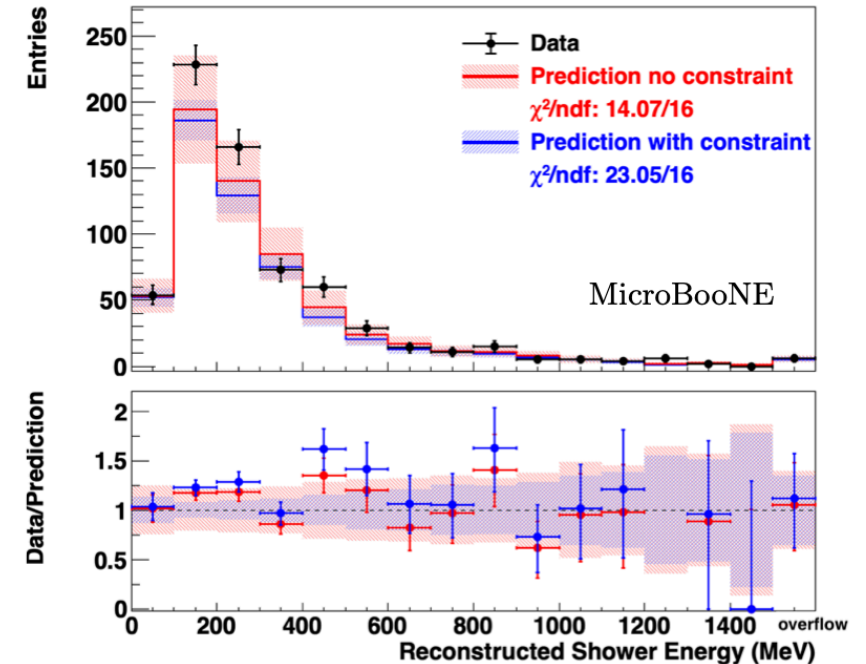 Entries
250
200
150
100
50
0
Data
Prediction no constraint
χ²/ndf: 14.07/16
Prediction with constraint
χ²/ndf: 23.05/16
MicroBooNE
Data/Prediction
2
1.5
1
0.5
0
0 200 400 600 800 1000 1200 1400 overflow
Reconstructed Shower Energy (MeV)